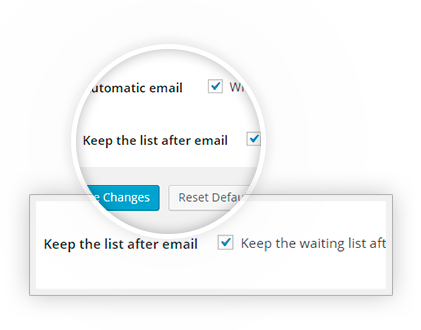 utomatic email Wi
Keep the list after email
e Changes Reset Defau
Keep the list after email Keep the waiting list aft